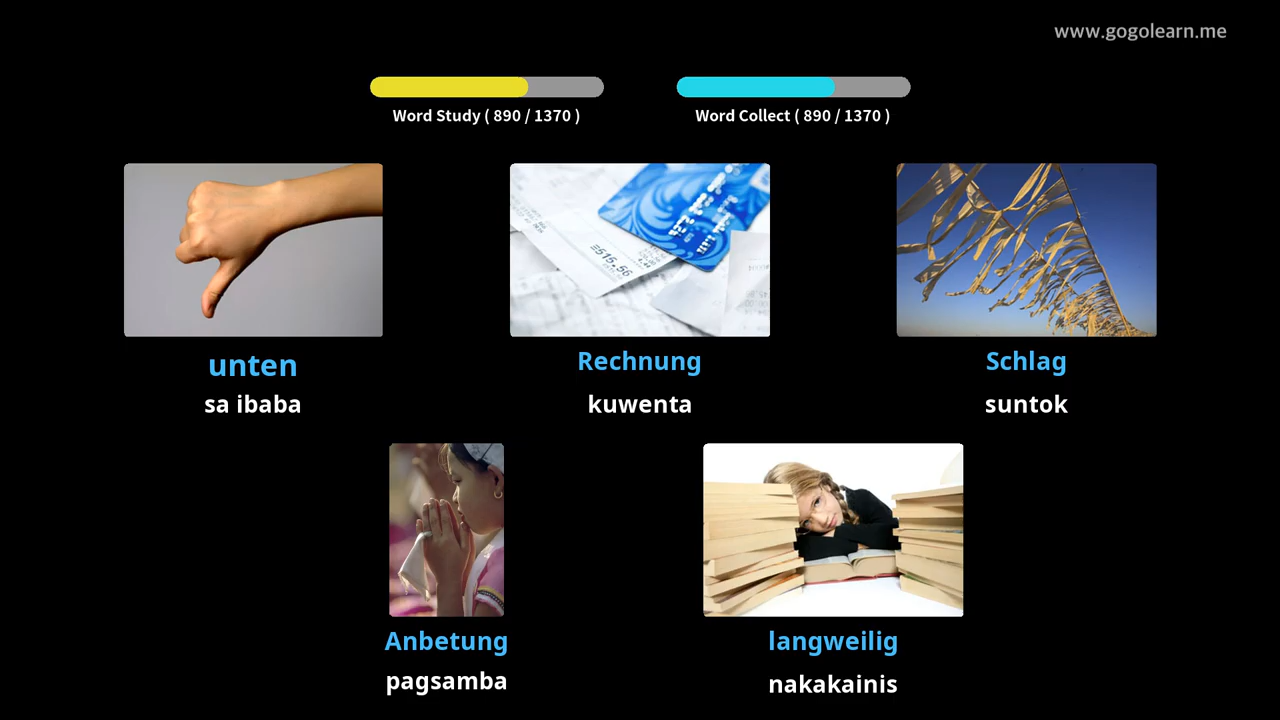 www.gogolearn.me
Word Study ( 890 / 1370 )
Word Collect ( 890 / 1370 )
unten
sa ibaba
Rechnung
kuwenta
Schlag
suntok
Anbetung
pagsamba
langweilig
nakakainis